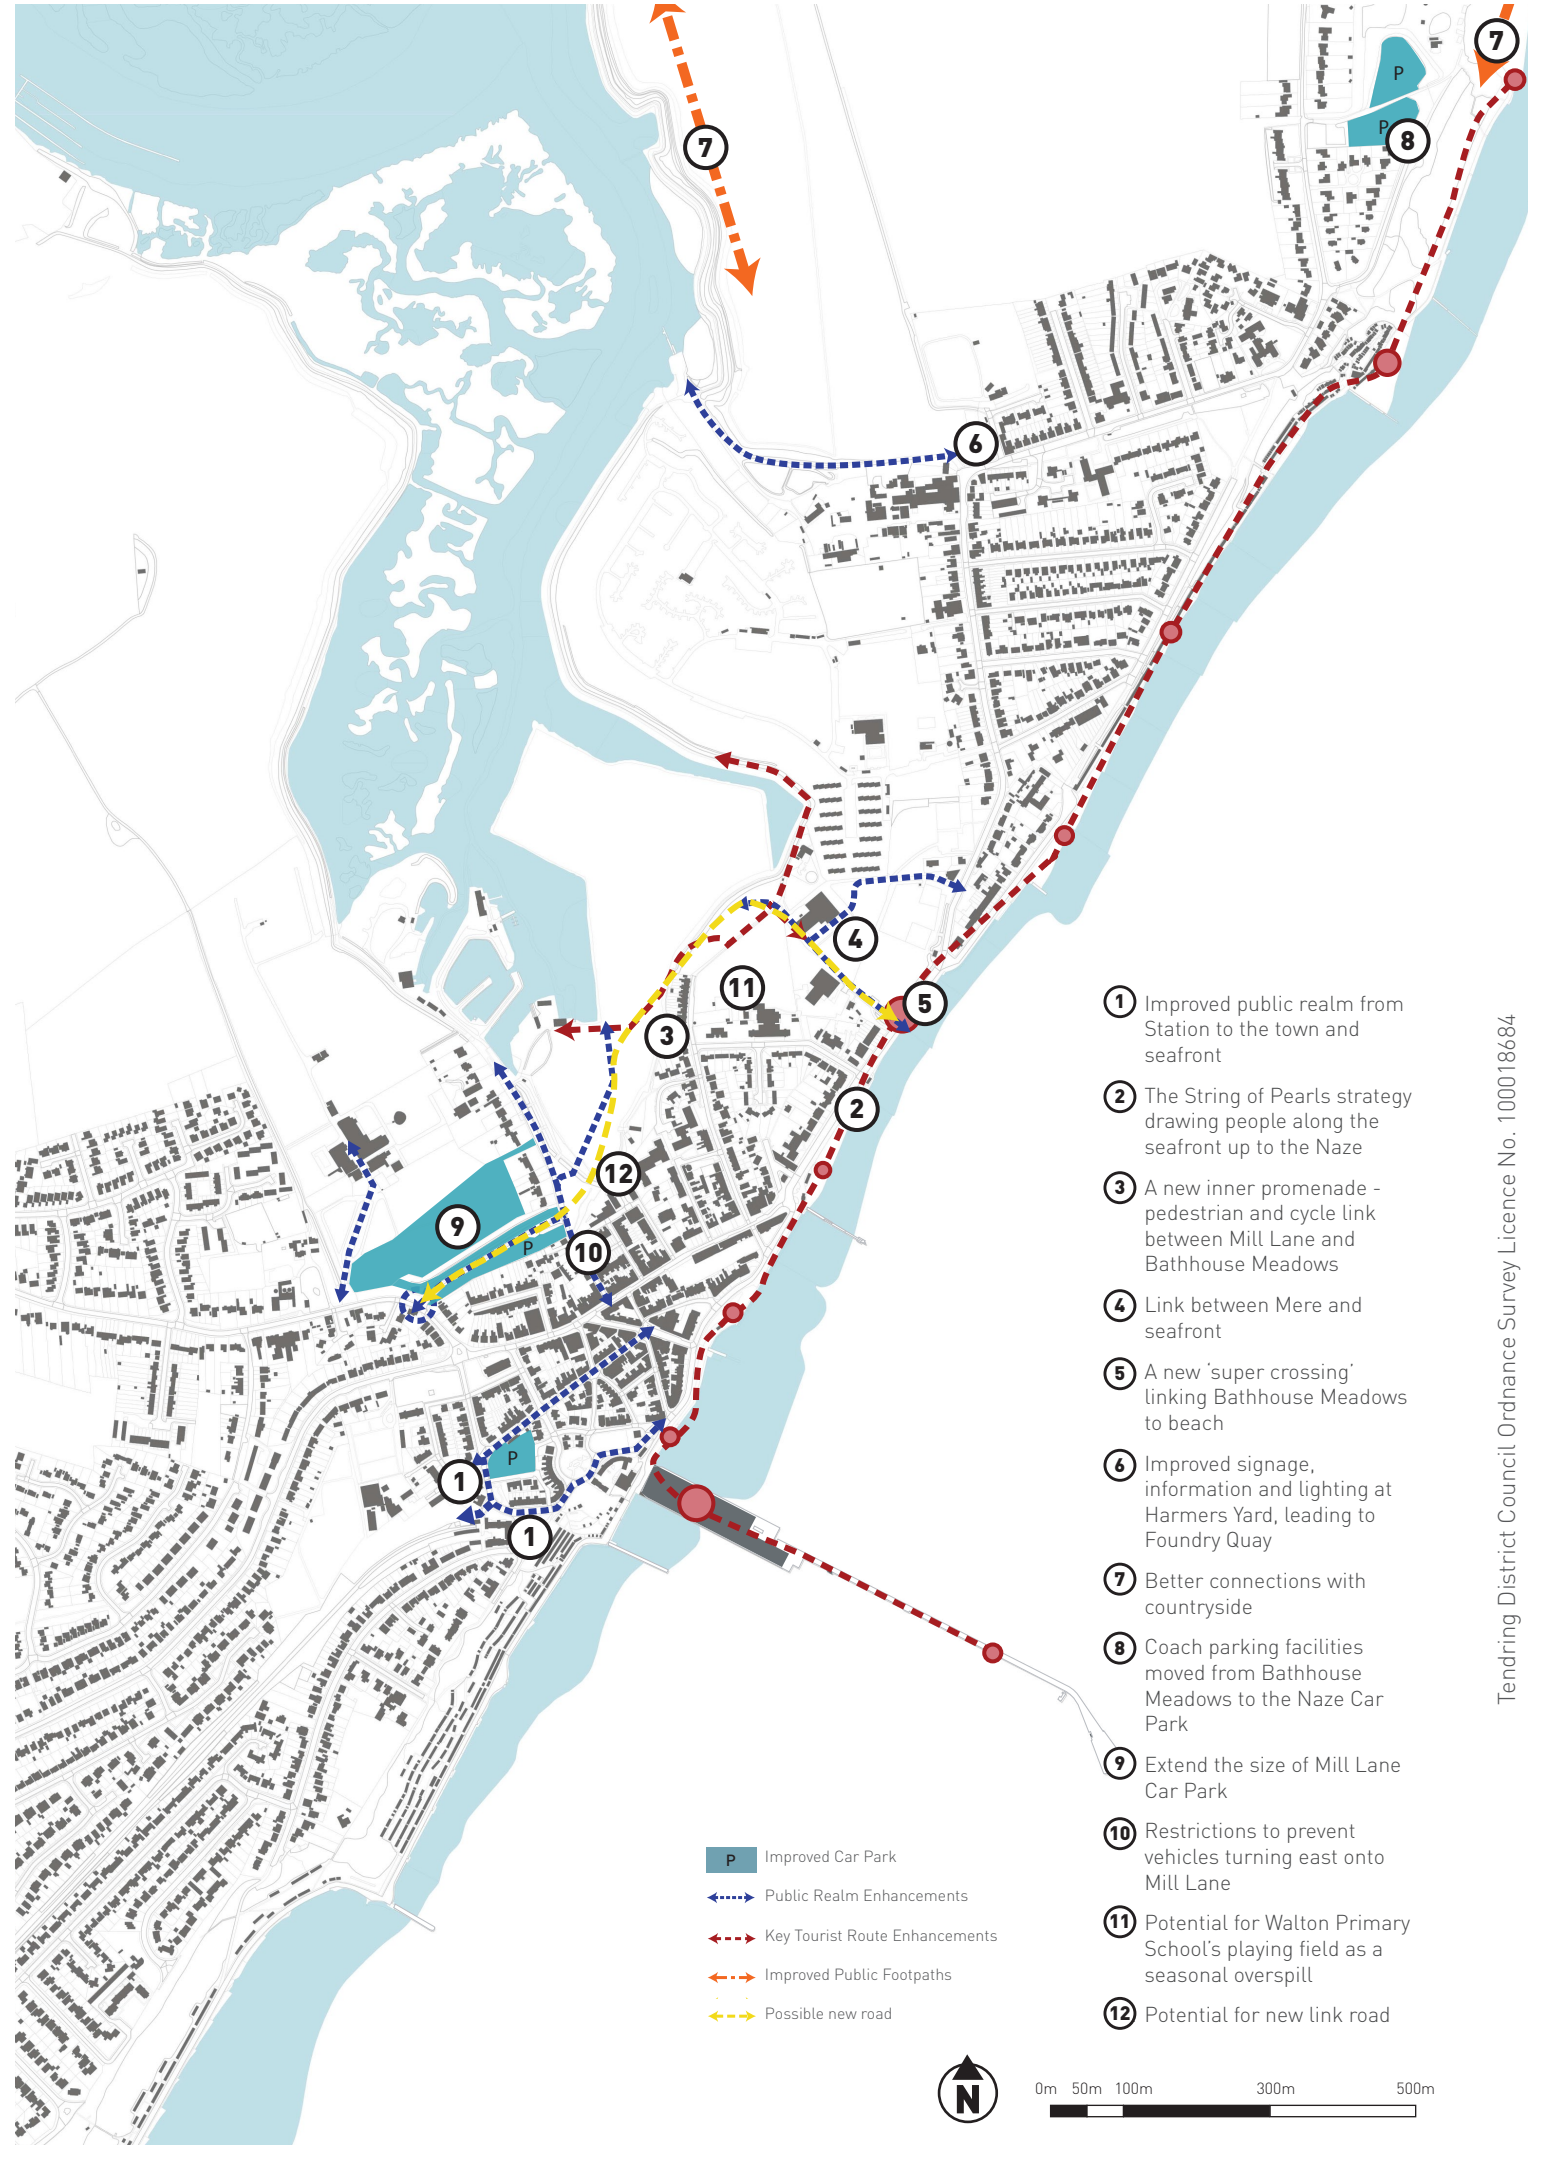 7
P
P
8
7
6
4
11
5
3
2
12
9
P
10
P
1
1
1 Improved public realm from
Station to the town and
seafront
2 The String of Pearls strategy
drawing people along the
seafront up to the Naze
3 A new inner promenade -
pedestrian and cycle link
between Mill Lane and
Bathhouse Meadows
4 Link between Mere and
seafront
5 A new 'super crossing'
linking Bathhouse Meadows
to beach
6 Improved signage,
information and lighting at
Harmers Yard, leading to
Foundry Quay
7 Better connections with
countryside
8 Coach parking facilities
moved from Bathhouse
Meadows to the Naze Car
Park
9 Extend the size of Mill Lane
Car Park
10 Restrictions to prevent
vehicles turning east onto
Mill Lane
11 Potential for Walton Primary
School's playing field as a
seasonal overspill
12 Potential for new link road
Tendring District Council Ordnance Survey Licence No. 100018684
P Improved Car Park
Public Realm Enhancements
Key Tourist Route Enhancements
Improved Public Footpaths
Possible new road
N
0m 50m 100m 300m 500m